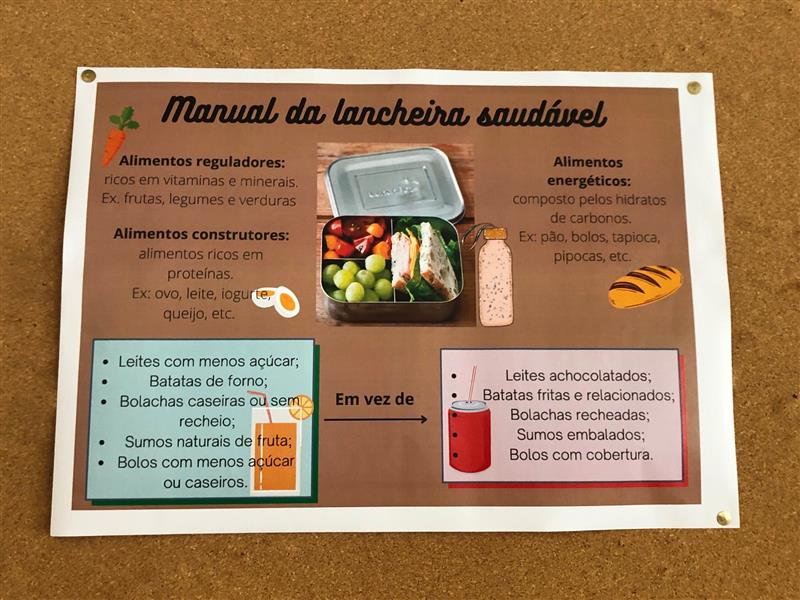 Manual da lancheira saudável
Alimentos reguladores:
ricos em vitaminas e minerais.
Ex. frutas, legumes e verduras
Alimentos construtores:
alimentos ricos em
proteínas.
Ex: ovo, leite, iogurte,
queijo, etc.
Alimentos
energéticos:
composto pelos hidratos
de carbonos.
Ex: pão, bolos, tapioca,
pipocas, etc.
• Leites com menos açúcar;
• Batatas de forno;
• Bolachas caseiras ou sem
recheio;
• Sumos naturais de fruta;
• Bolos com menos açúcar
ou caseiros.
Em vez de
• Leites achocolatados;
• Batatas fritas e relacionados;
• Bolachas recheadas;
• Sumos embalados;
• Bolos com cobertura.